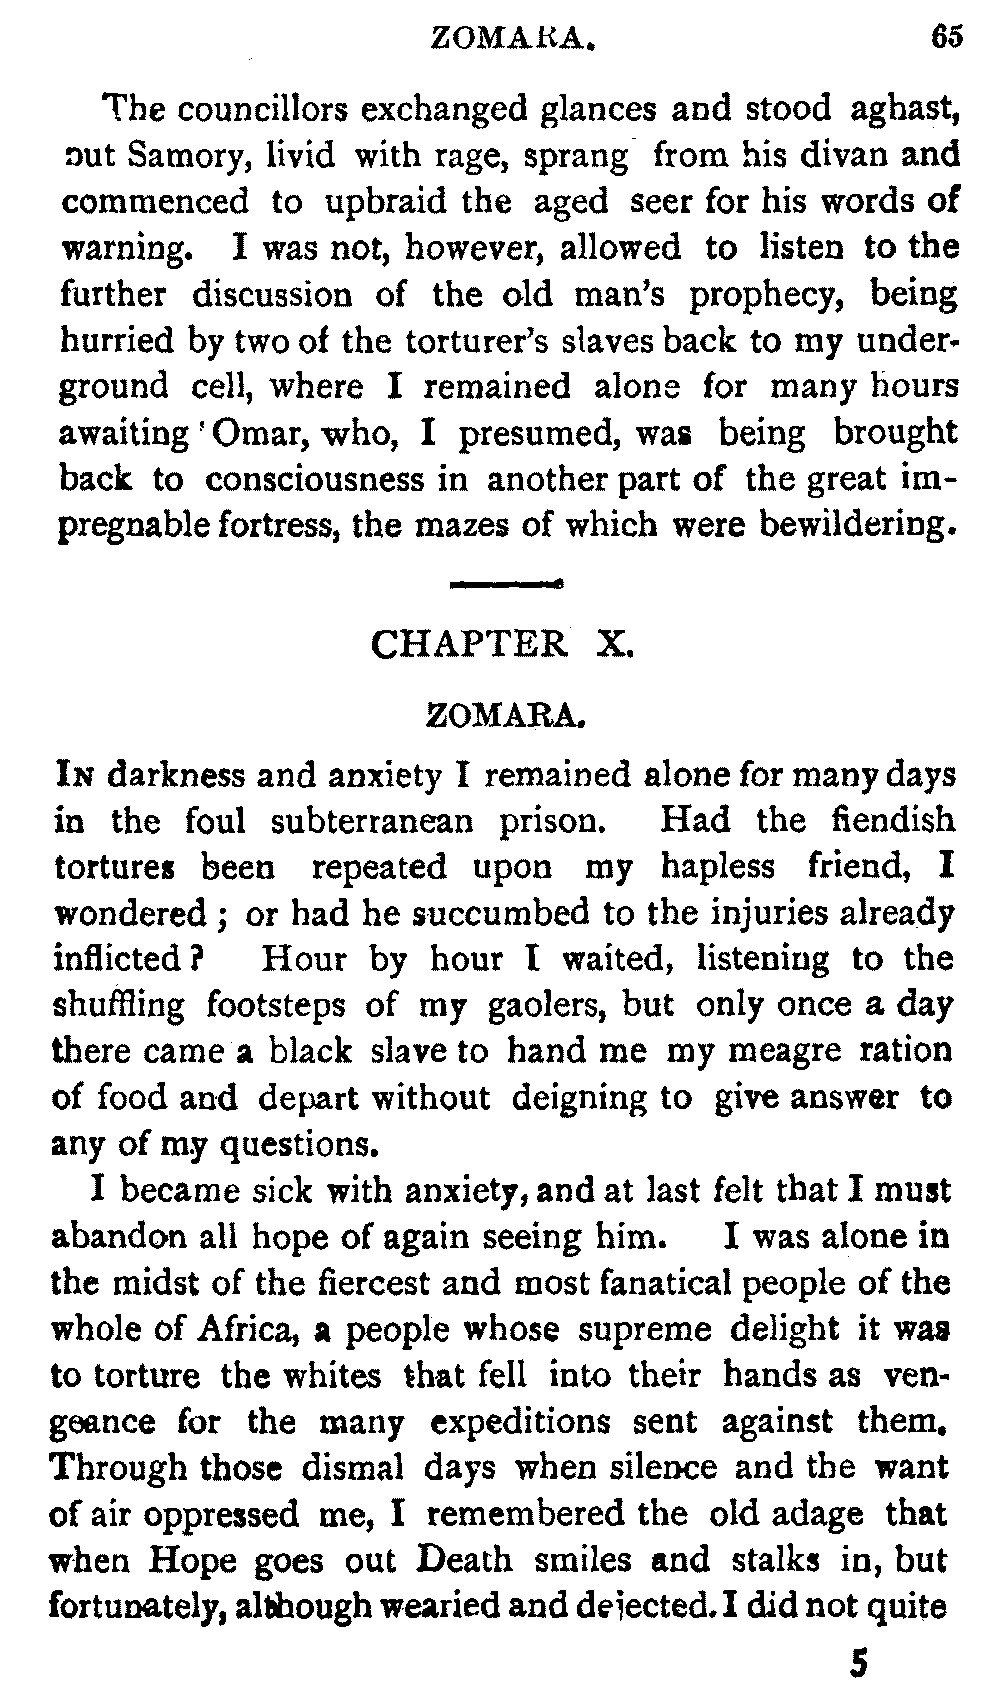 ZOMARA. 65
The councillors exchanged glances and stood aghast,
out Samory, livid with rage, sprang from his divan and
commenced to upbraid the aged seer for his words of
warning. I was not, however, allowed to listen to the
further discussion of the old man's prophecy, being
hurried by two of the torturer's slaves back to my under-
ground cell, where I remained alone for many hours
awaiting 'Omar, who, I presumed, was being brought
back to consciousness in another part of the great im-
pregnable fortress, the mazes of which were bewildering.
CHAPTER X.
ZOMARA.
IN darkness and anxiety I remained alone for many days
in the foul subterranean prison. Had the fiendish
tortures been repeated upon my hapless friend, I
wondered ; or had he succumbed to the injuries already
inflicted ? Hour by hour I waited, listening to the
shuffling footsteps of my gaolers, but only once a day
there came a black slave to hand me my meagre ration
of food and depart without deigning to give answer to
any of my questions.
I became sick with anxiety, and at last felt that I must
abandon all hope of again seeing him. I was alone in
the midst of the fiercest and most fanatical people of the
whole of Africa, a people whose supreme delight it was
to torture the whites that fell into their hands as ven-
geance for the many expeditions sent against them.
Through those dismal days when silence and the want
of air oppressed me, I remembered the old adage that
when Hope goes out Death smiles and stalks in, but
fortunately, although wearied and dejected. I did not quite
5